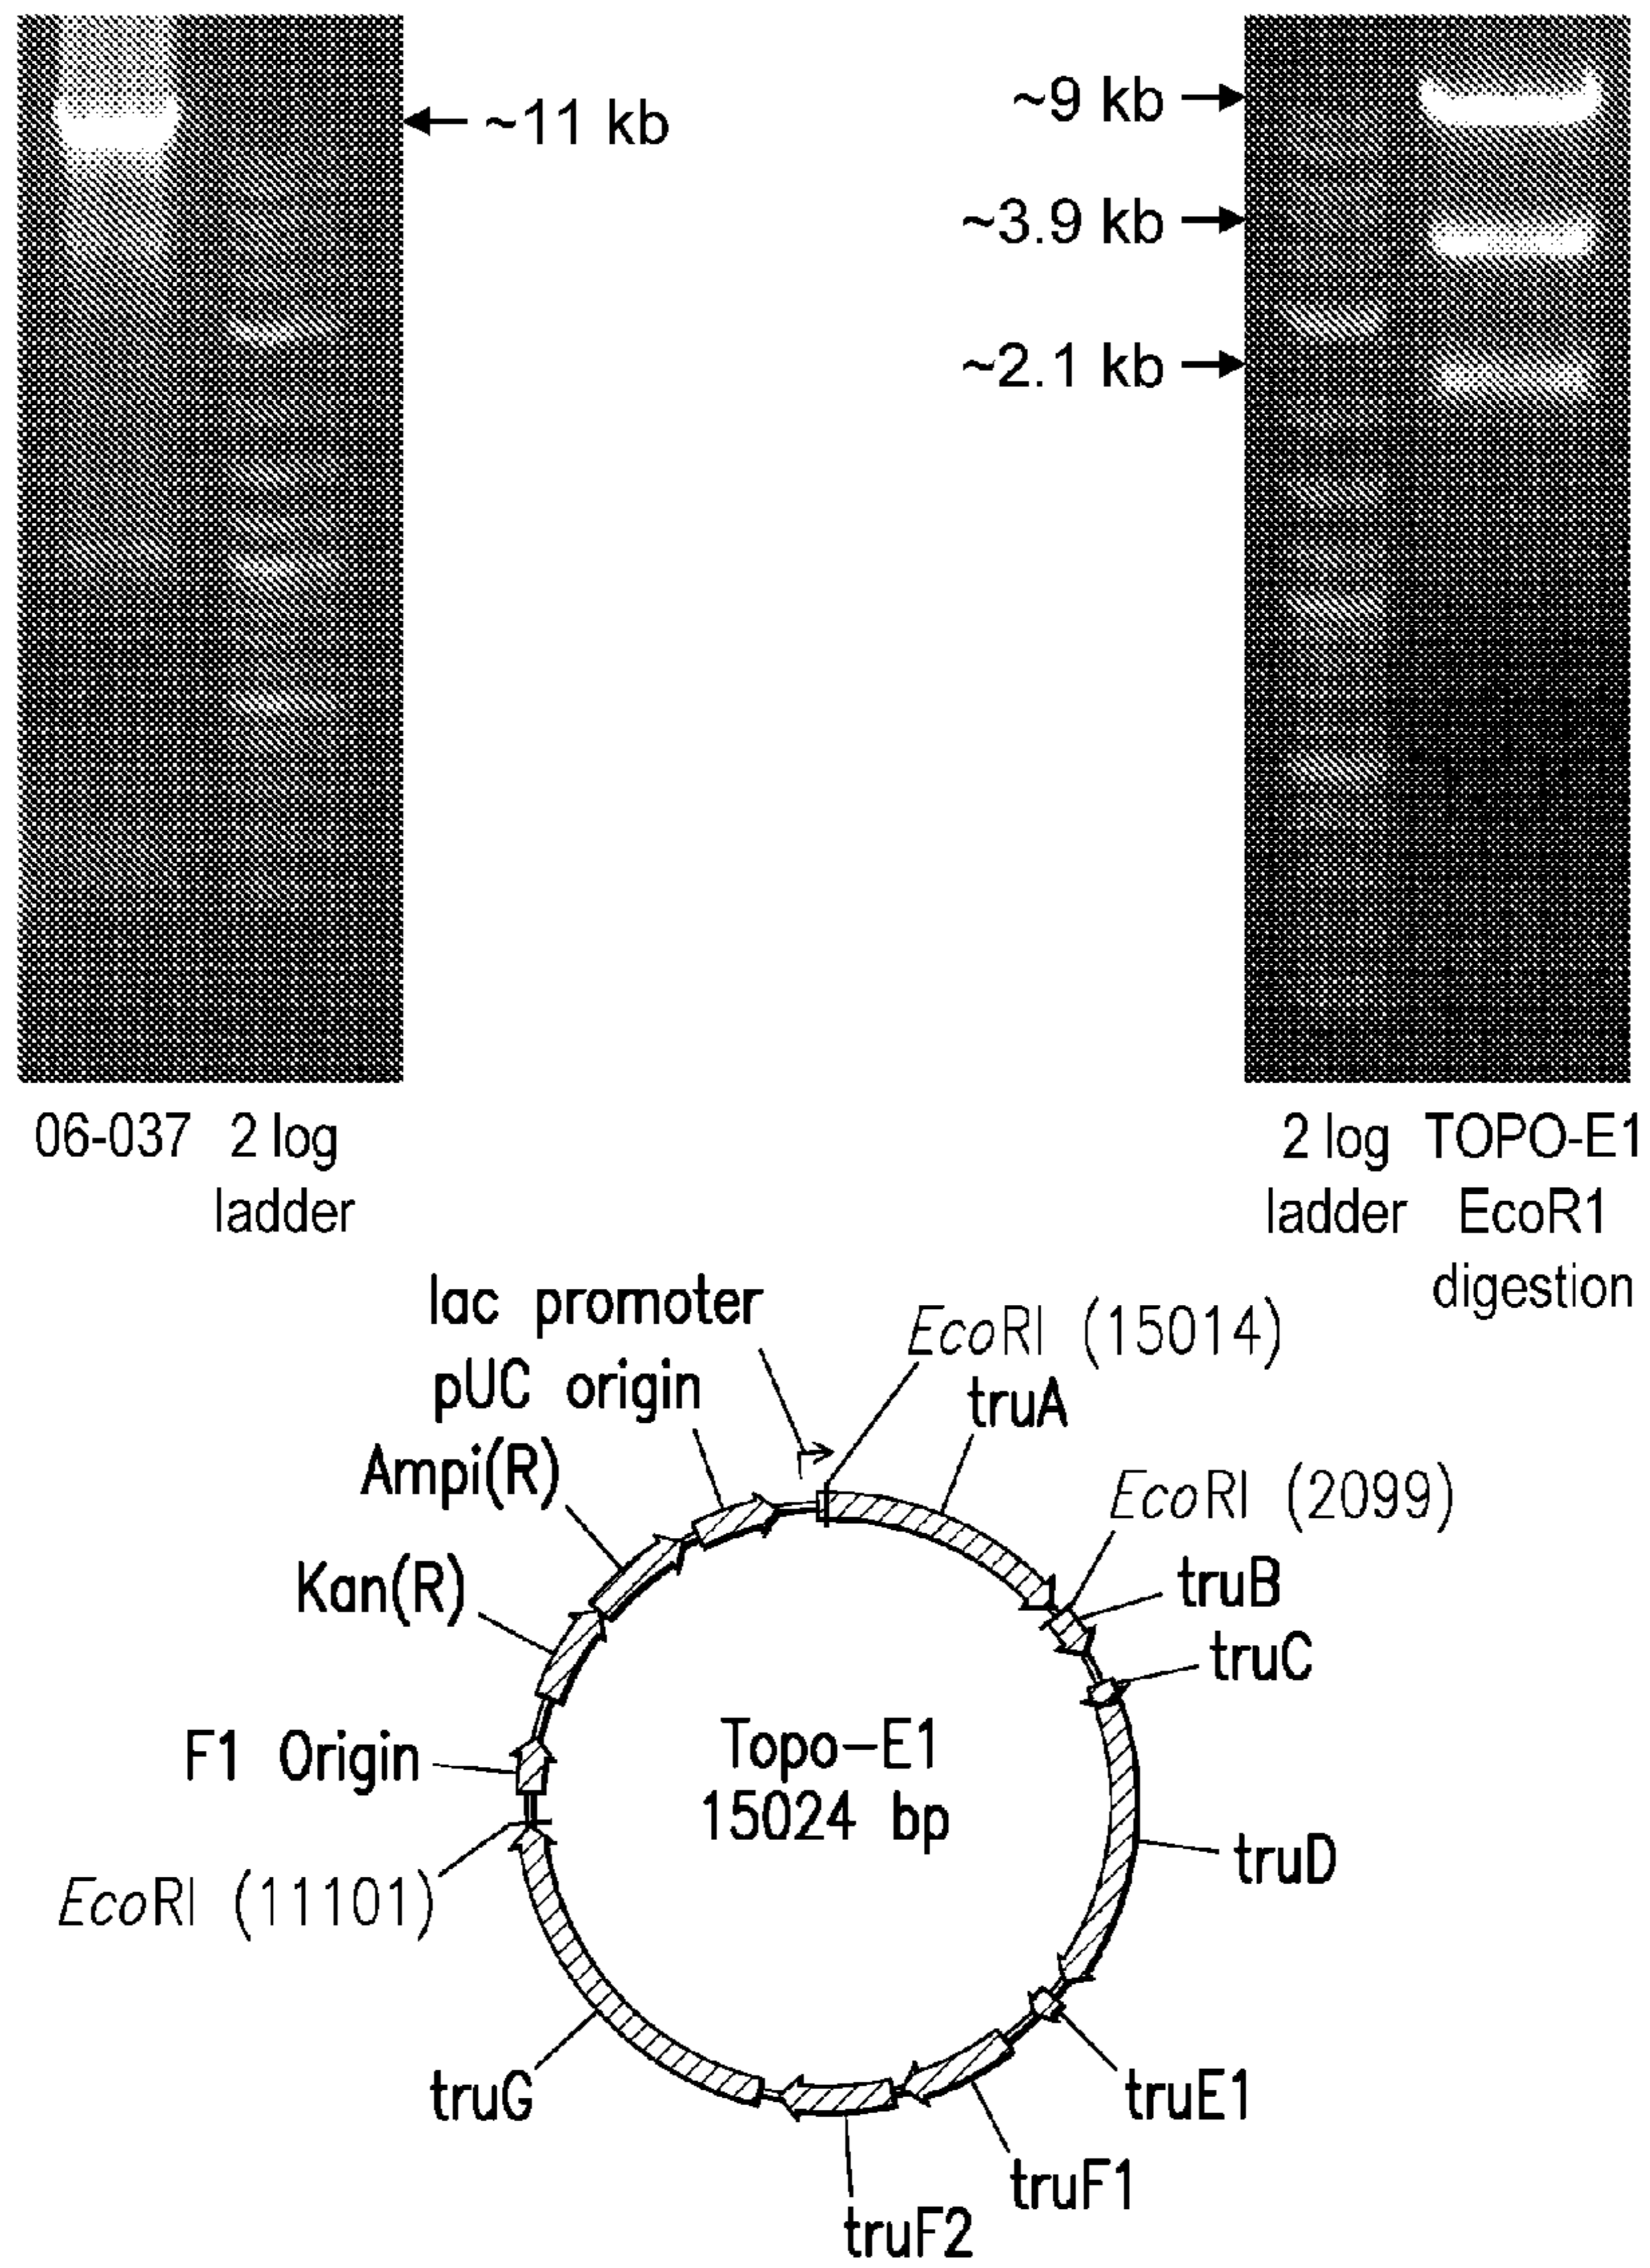 ~11 kb
~9 kb
~3.9 kb
~2.1 kb
06-037 2 log
ladder
2 log TOPO-E1
ladder EcoR1
digestion
lac promoter
EcoRI (15014)
pUC origin
truA
Ampi(R)
EcoRI (2099)
Kan(R)
truB
truC
F1 Origin
Topo-E1
15024 bp
truD
EcoRI (11101)
truG
truE1
truF1
truF2